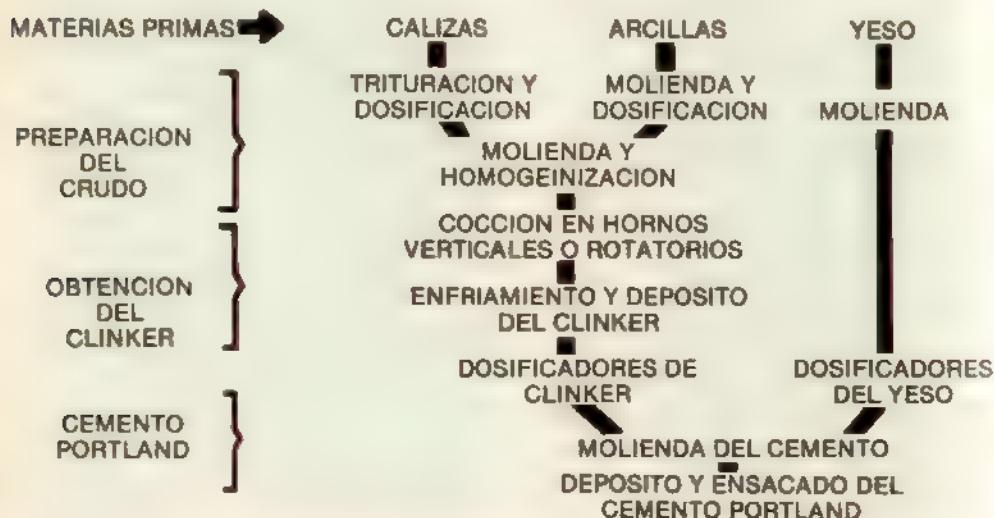 MATERIAS PRIMAS
CALIZAS
ARCILLAS
YESO
TRITURACION Y
DOSIFICACION
MOLIENDA Y
DOSIFICACION
MOLIENDA
PREPARACION
DEL
CRUDO
MOLIENDA Y
HOMOGEINIZACION
COCCION EN HORNOS
VERTICALES O ROTATORIOS
OBTENCION
DEL
CLINKER
ENFRIAMIENTO Y DEPOSITO
DEL CLINKER
DOSIFICADORES DE
CLINKER
DOSIFICADORES
DEL YESO
CEMENTO
PORTLAND
MOLIENDA DEL CEMENTO
DEPOSITO Y ENSACADO DEL
CEMENTO PORTLAND